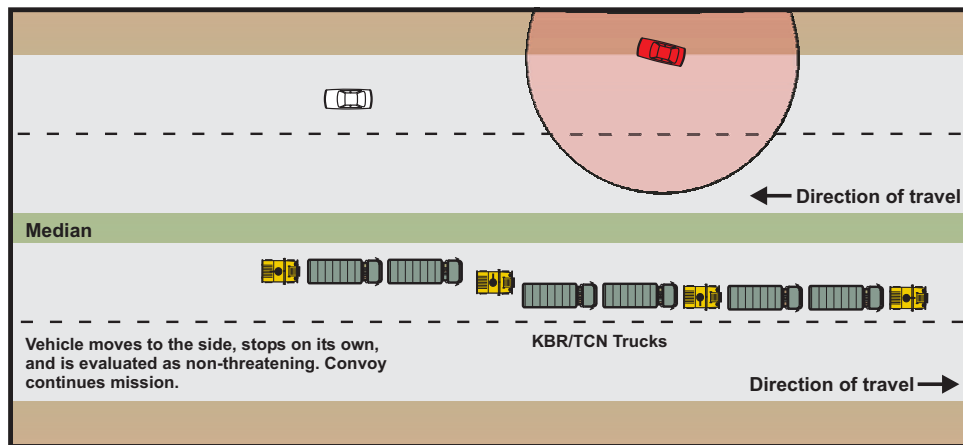 Direction of travel
Median
Vehicle moves to the side, stops on its own,
and is evaluated as non-threatening. Convoy
continues mission.
KBR/TCN Trucks
Direction of travel